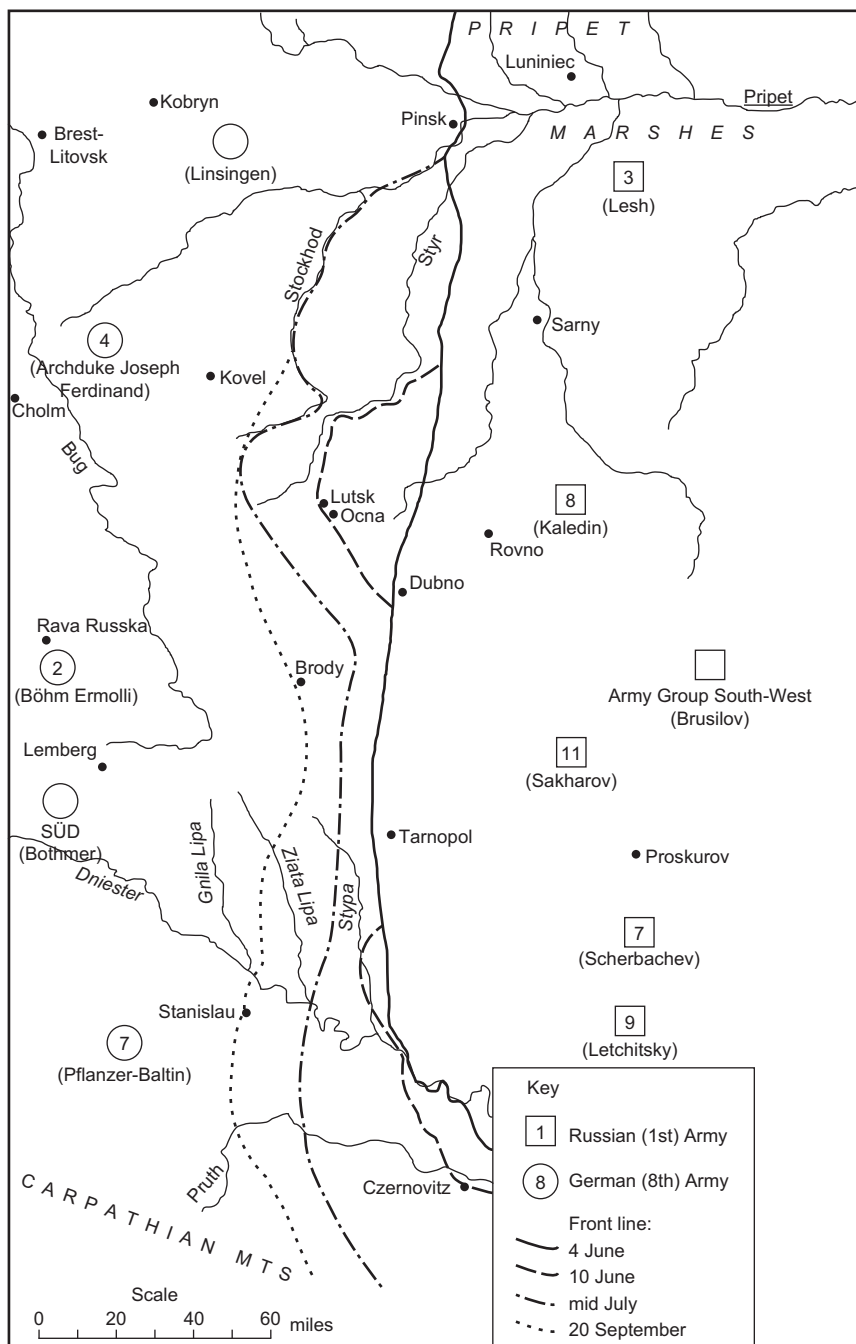 P R I P E T
Luniniec
Kobryn
Pripet
Pinsk
Brest-
Litovsk
M A R S H E S
(Linsingen)
3
(Lesh)
Styr
Stockhod
Sarny
4
(Archduke Joseph
Ferdinand)
Kovel
Cholm
Bug
Lutsk
Ocna
8
(Kaledin)
Rovno
Dubno
Rava Russka
2
(Böhm Ermolli)
Brody
Army Group South-West
(Brusilov)
Lemberg
11
(Sakharov)
SÜD
(Bothmer)
Tarnopol
Proskurov
Dniester
Gnila Lipa
Ziata Lipa
Stypa
7
(Scherbachev)
Stanislau
9
(Letchitsky)
7
(Pflanzer-Baltin)
Pruth
Czernovitz
CARPATHIAN MTS
Key
1 Russian (1st) Army
8 German (8th) Army
Front line:
4 June
10 June
mid July
20 September
Scale
0 20 40 60 miles